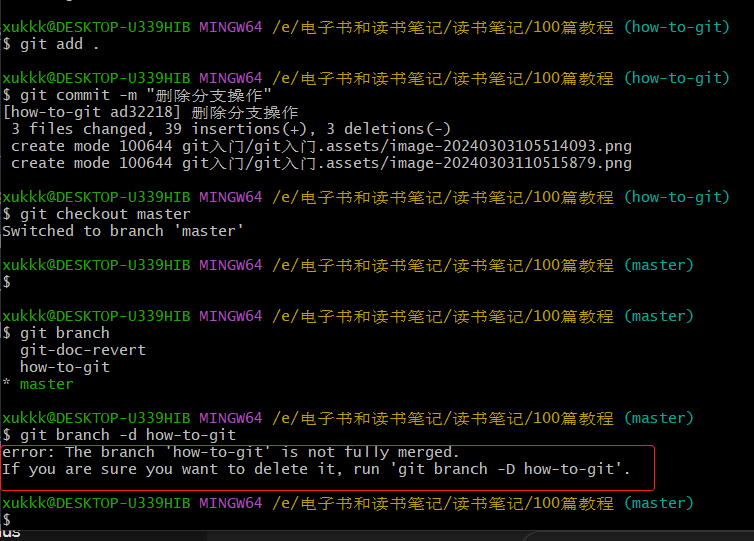 xukkk@DESKTOP-U339HIB MINGW64 /e/电子书和读书笔记/读书笔记/100篇教程 (how-to-git)
$ git add .
xukkk@DESKTOP-U339HIB MINGW64 /e/电子书和读书笔记/读书笔记/100篇教程 (how-to-git)
$ git commit -m "删除分支操作"
[how-to-git ad32218] 删除分支操作
3 files changed, 39 insertions(+), 3 deletions(-)
create mode 100644 git入门/git入门.assets/image-20240303105514093.png
create mode 100644 git入门/git入门.assets/image-20240303110515879.png
xukkk@DESKTOP-U339HIB MINGW64 /e/电子书和读书笔记/读书笔记/100篇教程 (how-to-git)
$ git checkout master
Switched to branch 'master'
xukkk@DESKTOP-U339HIB MINGW64 /e/电子书和读书笔记/读书笔记/100篇教程 (master)
$
xukkk@DESKTOP-U339HIB MINGW64 /e/电子书和读书笔记/读书笔记/100篇教程 (master)
$ git branch
git-doc-revert
how-to-git
* master
xukkk@DESKTOP-U339HIB MINGW64 /e/电子书和读书笔记/读书笔记/100篇教程 (master)
$ git branch -d how-to-git
error: The branch 'how-to-git' is not fully merged.
If you are sure you want to delete it, run 'git branch -D how-to-git'.
xukkk@DESKTOP-U339HIB MINGW64 /e/电子书和读书笔记/读书笔记/100篇教程 (master)
$